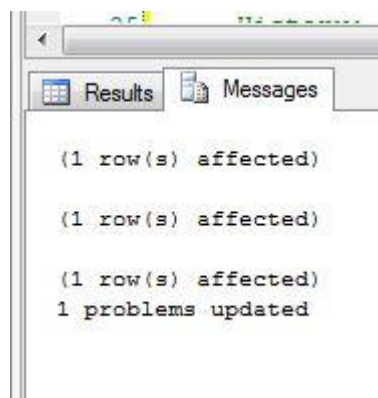 Results Messages
(1 row(s) affected)
(1 row(s) affected)
(1 row(s) affected)
1 problems updated